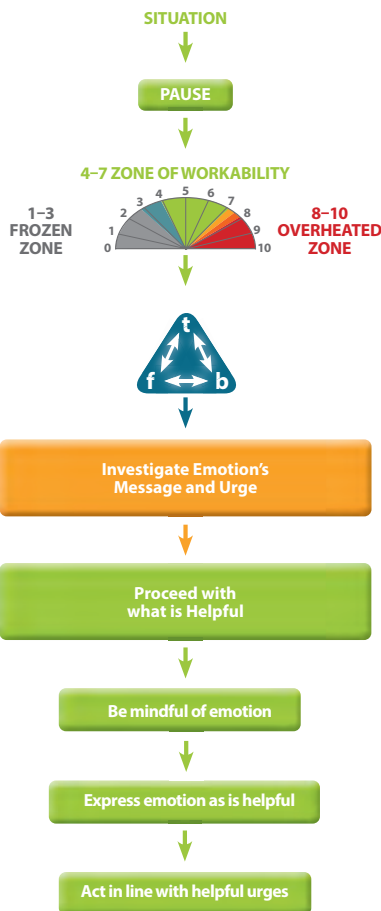 SITUATION
PAUSE
4–7 ZONE OF WORKABILITY
1–3
FROZEN
ZONE
0
1
2
3
4
5
6
7
8
9
10
8–10
OVERHEATED
ZONE
t
f
b
Investigate Emotion’s
Message and Urge
Proceed with
what is Helpful
Be mindful of emotion
Express emotion as is helpful
Act in line with helpful urges